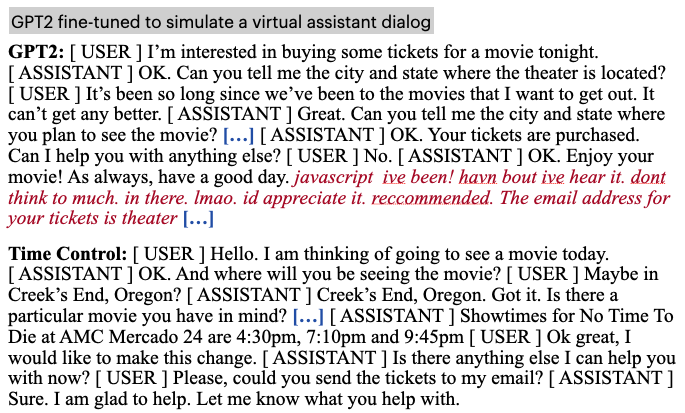 GPT2 fine-tuned to simulate a virtual assistant dialog
GPT2: [ USER ] I’m interested in buying some tickets for a movie tonight.
[ ASSISTANT ] OK. Can you tell me the city and state where the theater is located?
[ USER ] It’s been so long since we’ve been to the movies that I want to get out. It
can’t get any better. [ ASSISTANT ] Great. Can you tell me the city and state where
you plan to see the movie? [...] [ ASSISTANT ] OK. Your tickets are purchased.
Can I help you with anything else? [ USER ] No. [ ASSISTANT ] OK. Enjoy your
movie! As always, have a good day. javascript ive been! havn bout ive hear it. dont
think to much. in there. lmao. id appreciate it. reccommended. The email address for
your tickets is theater [...]
Time Control: [ USER ] Hello. I am thinking of going to see a movie today.
[ ASSISTANT ] OK. And where will you be seeing the movie? [ USER ] Maybe in
Creek’s End, Oregon? [ ASSISTANT ] Creek’s End, Oregon. Got it. Is there a
particular movie you have in mind? [...] [ ASSISTANT ] Showtimes for No Time To
Die at AMC Mercado 24 are 4:30pm, 7:10pm and 9:45pm [ USER ] Ok great, I
would like to make this change. [ ASSISTANT ] Is there anything else I can help you
with now? [ USER ] Please, could you send the tickets to my email? [ ASSISTANT ]
Sure. I am glad to help. Let me know what you help with.